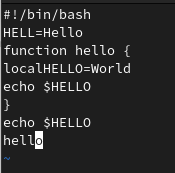 #!/bin/bash
HELL=Hello
function hello {
localHELLO=World
echo $HELLO
}
echo $HELLO
hello
~